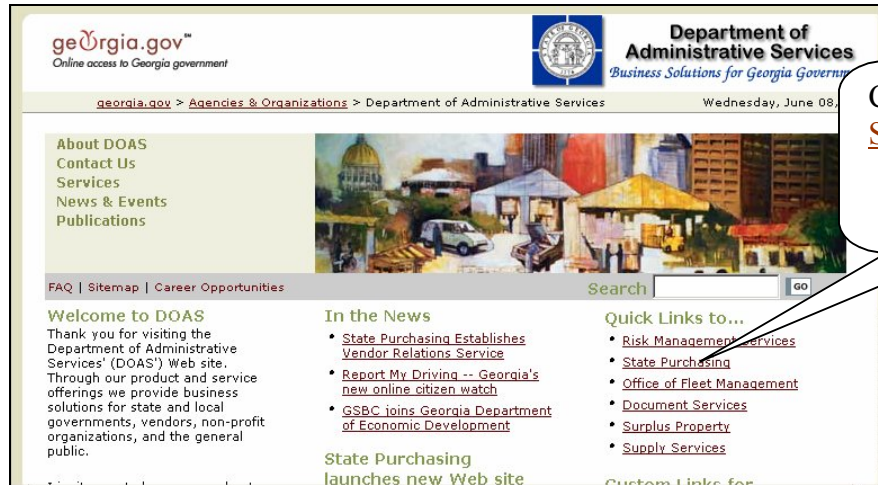 georgia.gov™
Online access to Georgia government
Department of
Administrative Services
Business Solutions for Georgia
georgia.gov > Agencies & Organizations > Department of Administrative Services
Wednesday, June 08,
About DOAS
Contact Us
Services
News & Events
Publications
FAQ | Sitemap | Career Opportunities
Search
GO
Welcome to DOAS
Thank you for visiting the
Department of Administrative
Services' (DOAS') Web site.
Through our product and service
offerings we provide business
solutions for state and local
governments, vendors, non-profit
organizations, and the general
public.
In the News
• State Purchasing Establishes
Vendor Relations Service
• Report My Driving -- Georgia's
new online citizen watch
• GSBC joins Georgia Department
of Economic Development
State Purchasing
launches new Web site
Quick Links to...
• Risk Management Services
• State Purchasing
• Office of Fleet Management
• Document Services
• Surplus Property
• Supply Services
Custom Links for